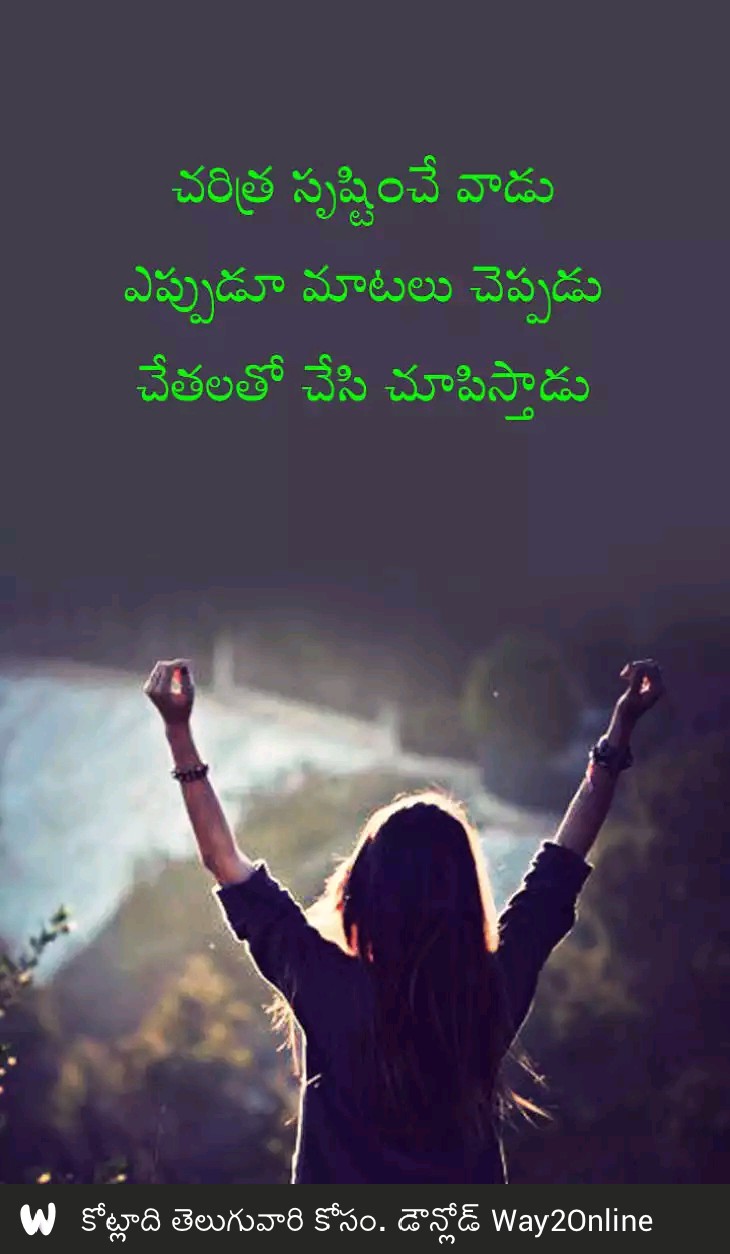 చరిత్ర సృష్టించే వాడు
ఎప్పుడూ మాటలు చెప్పడు
చేతలతో చేసి చూపిస్తాడు
W కోట్లాది తెలుగువారి కోసం. డౌన్లోడ్ Way2Online